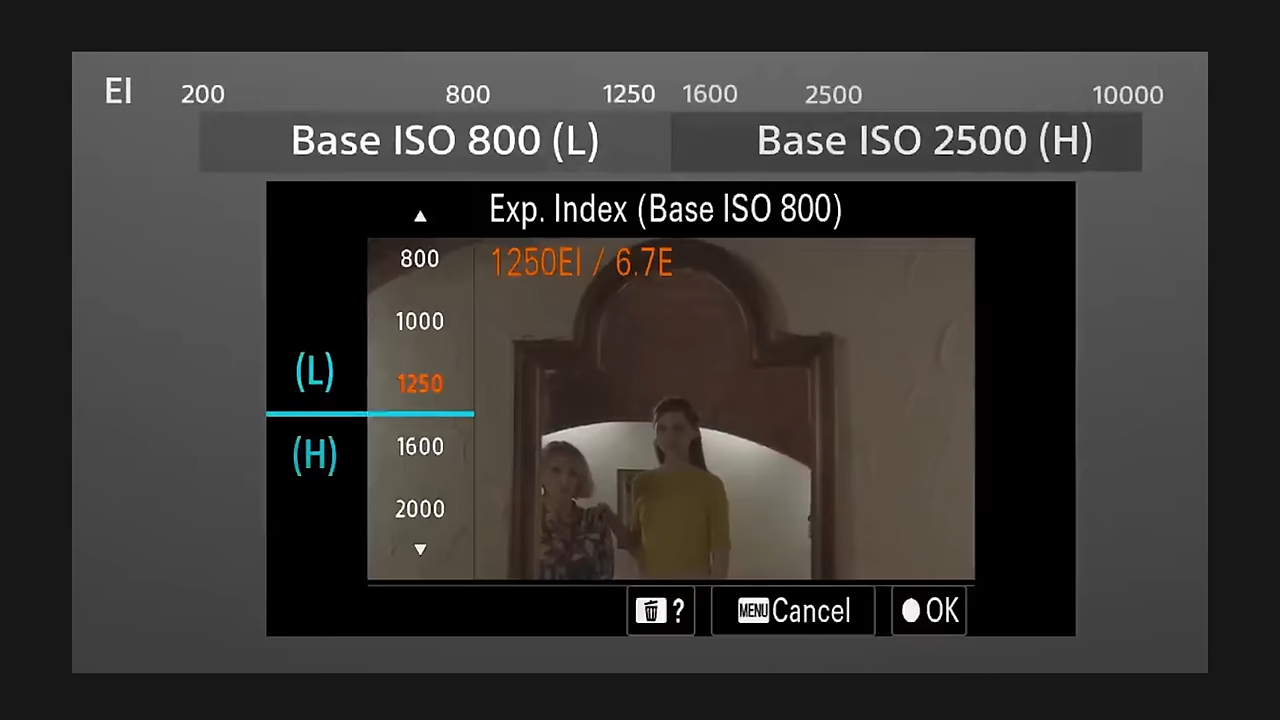 EI 200 800 1250 1600 2500 10000
Base ISO 800 (L) Base ISO 2500 (H)
Exp. Index (Base ISO 800)
800 1250EI / 6.7E
1000
(L) 1250
(H) 1600
2000
? MENU Cancel OK